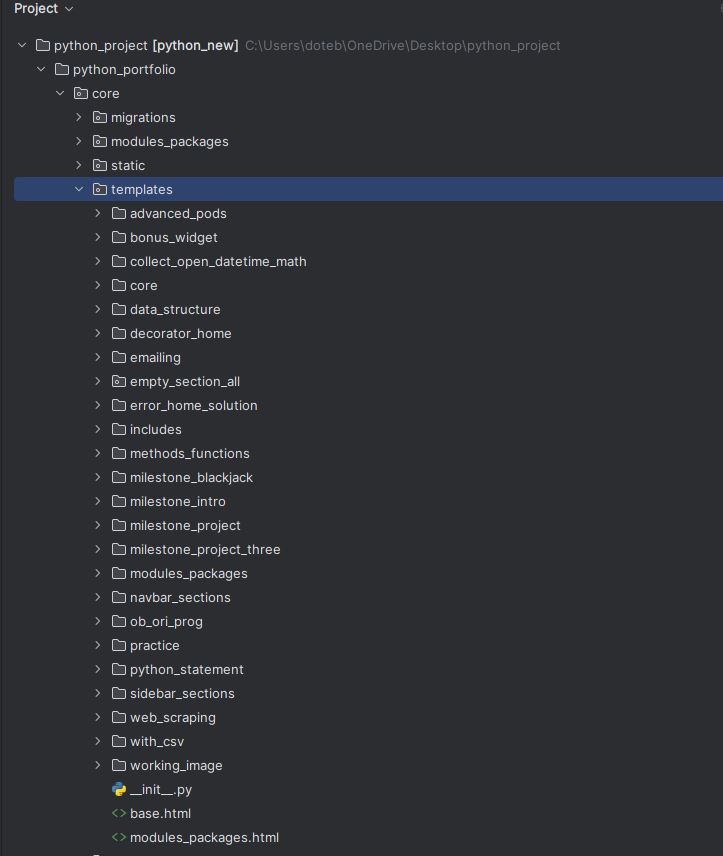 Project
python_project [python_new] C:\Users\doteb\OneDrive\Desktop\python_project
python_portfolio
core
migrations
modules_packages
static
templates
advanced_pods
bonus_widget
collect_open_datetime_math
core
data_structure
decorator_home
emailing
empty_section_all
error_home_solution
includes
methods_functions
milestone_blackjack
milestone_intro
milestone_project
milestone_project_three
modules_packages
navbar_sections
ob_ori_prog
practice
python_statement
sidebar_sections
web_scraping
with_csv
working_image
__init__.py
base.html
modules_packages.html